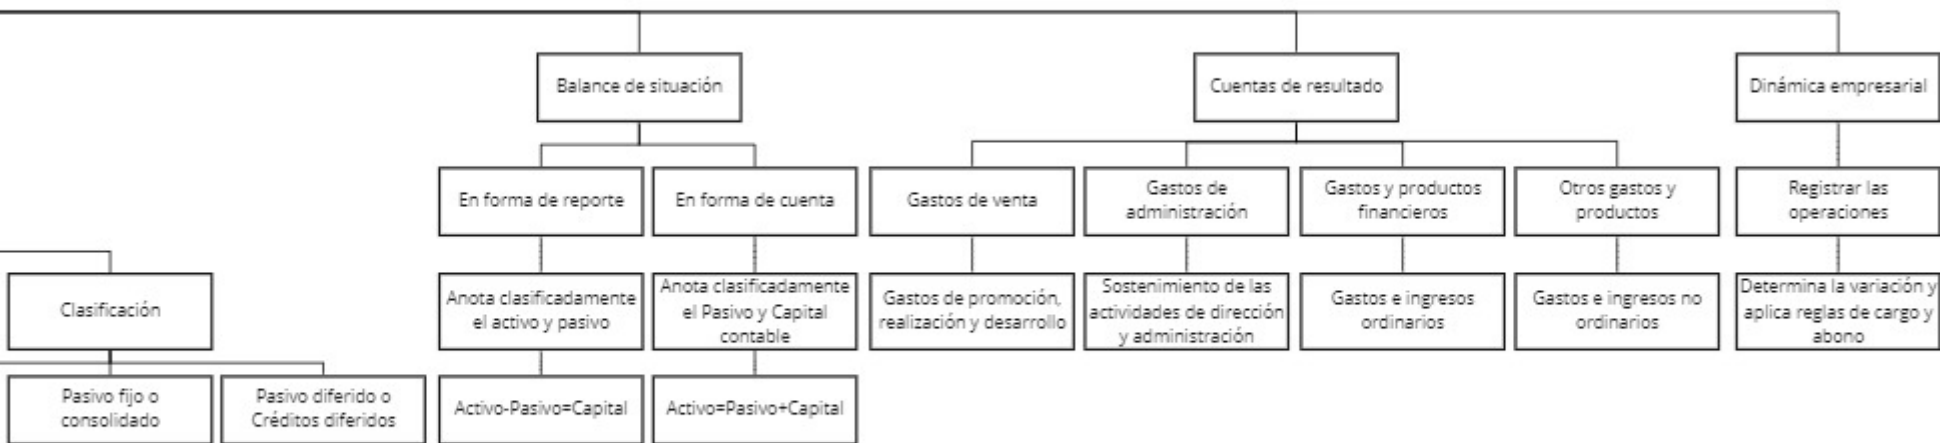 Balance de situación
Cuentas de resultado
Dinámica empresarial
En forma de reporte
En forma de cuenta
Gastos de venta
Gastos de
administración
Gastos y productos
financieros
Otros gastos y
productos
Registrar las
operaciones
Clasificación
Anota clasificadamente
el activo y pasivo
Anota clasificadamente
el Pasivo y Capital
contable
Gastos de promoción,
realización y desarrollo
Sostenimiento de las
actividades de dirección
y administración
Gastos e ingresos
ordinarios
Gastos e ingresos no
ordinarios
Determina la variación y
aplica reglas de cargo y
abono
Pasivo fijo o
consolidado
Pasivo diferido o
Créditos diferidos
Activo-Pasivo=Capital
Activo=Pasivo+Capital